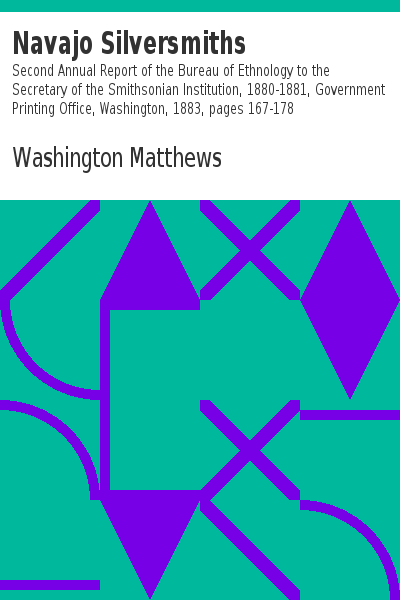 Navajo Silversmiths
Second Annual Report of the Bureau of Ethnology to the
Secretary of the Smithsonian Institution, 1880-1881, Government
Printing Office, Washington, 1883, pages 167-178
Washington Matthews